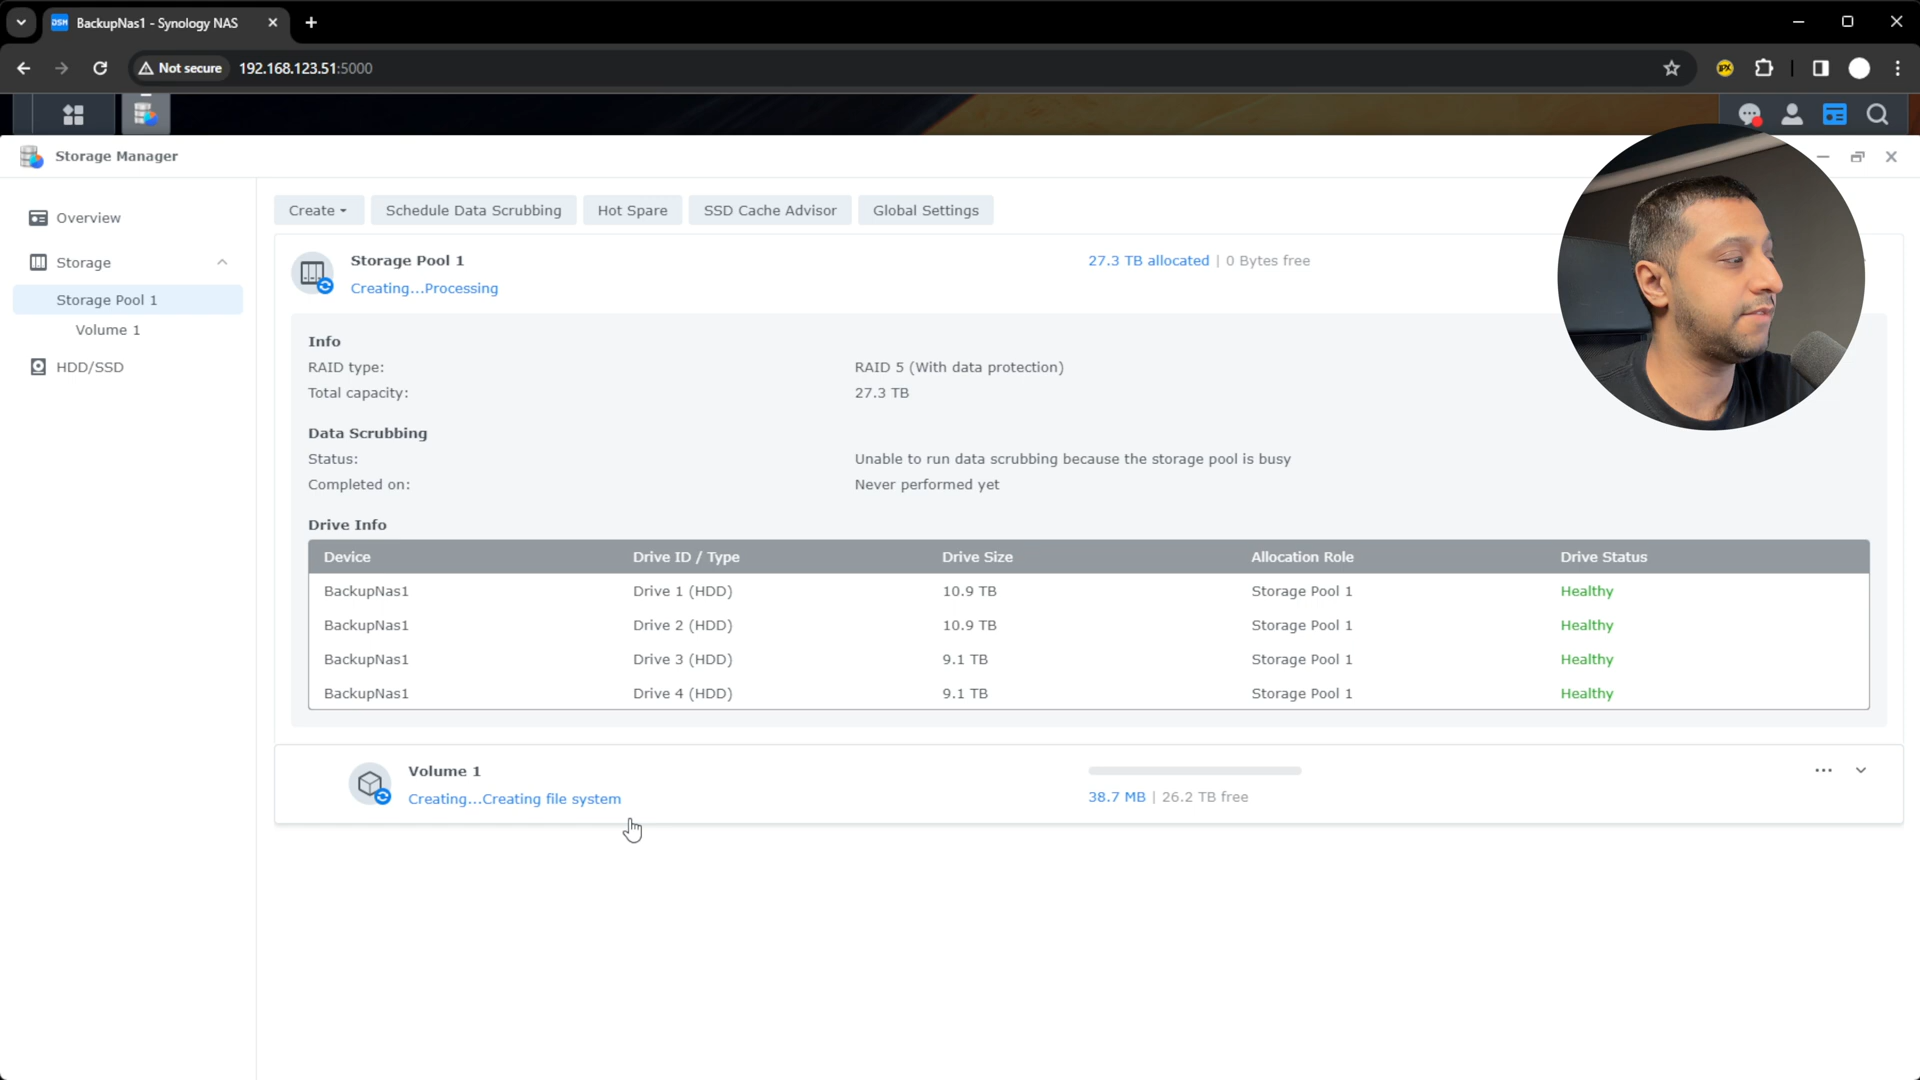 BackupNas1 - Synology NAS
Not secure
192.168.123.51:5000
Storage Manager
Overview
Storage
Storage Pool 1
Volume 1
HDD/SSD
Create
Schedule Data Scrubbing
Hot Spare
SSD Cache Advisor
Global Settings
Storage Pool 1
27.3 TB allocated | 0 Bytes free
Creating...Processing
Info
RAID type: RAID 5 (With data protection)
Total capacity: 27.3 TB
Data Scrubbing
Status: Unable to run data scrubbing because the storage pool is busy
Completed on: Never performed yet
Drive Info
Device Drive ID / Type Drive Size Allocation Role Drive Status
BackupNas1 Drive 1 (HDD) 10.9 TB Storage Pool 1 Healthy
BackupNas1 Drive 2 (HDD) 10.9 TB Storage Pool 1 Healthy
BackupNas1 Drive 3 (HDD) 9.1 TB Storage Pool 1 Healthy
BackupNas1 Drive 4 (HDD) 9.1 TB Storage Pool 1 Healthy
Volume 1
Creating...Creating file system
38.7 MB | 26.2 TB free